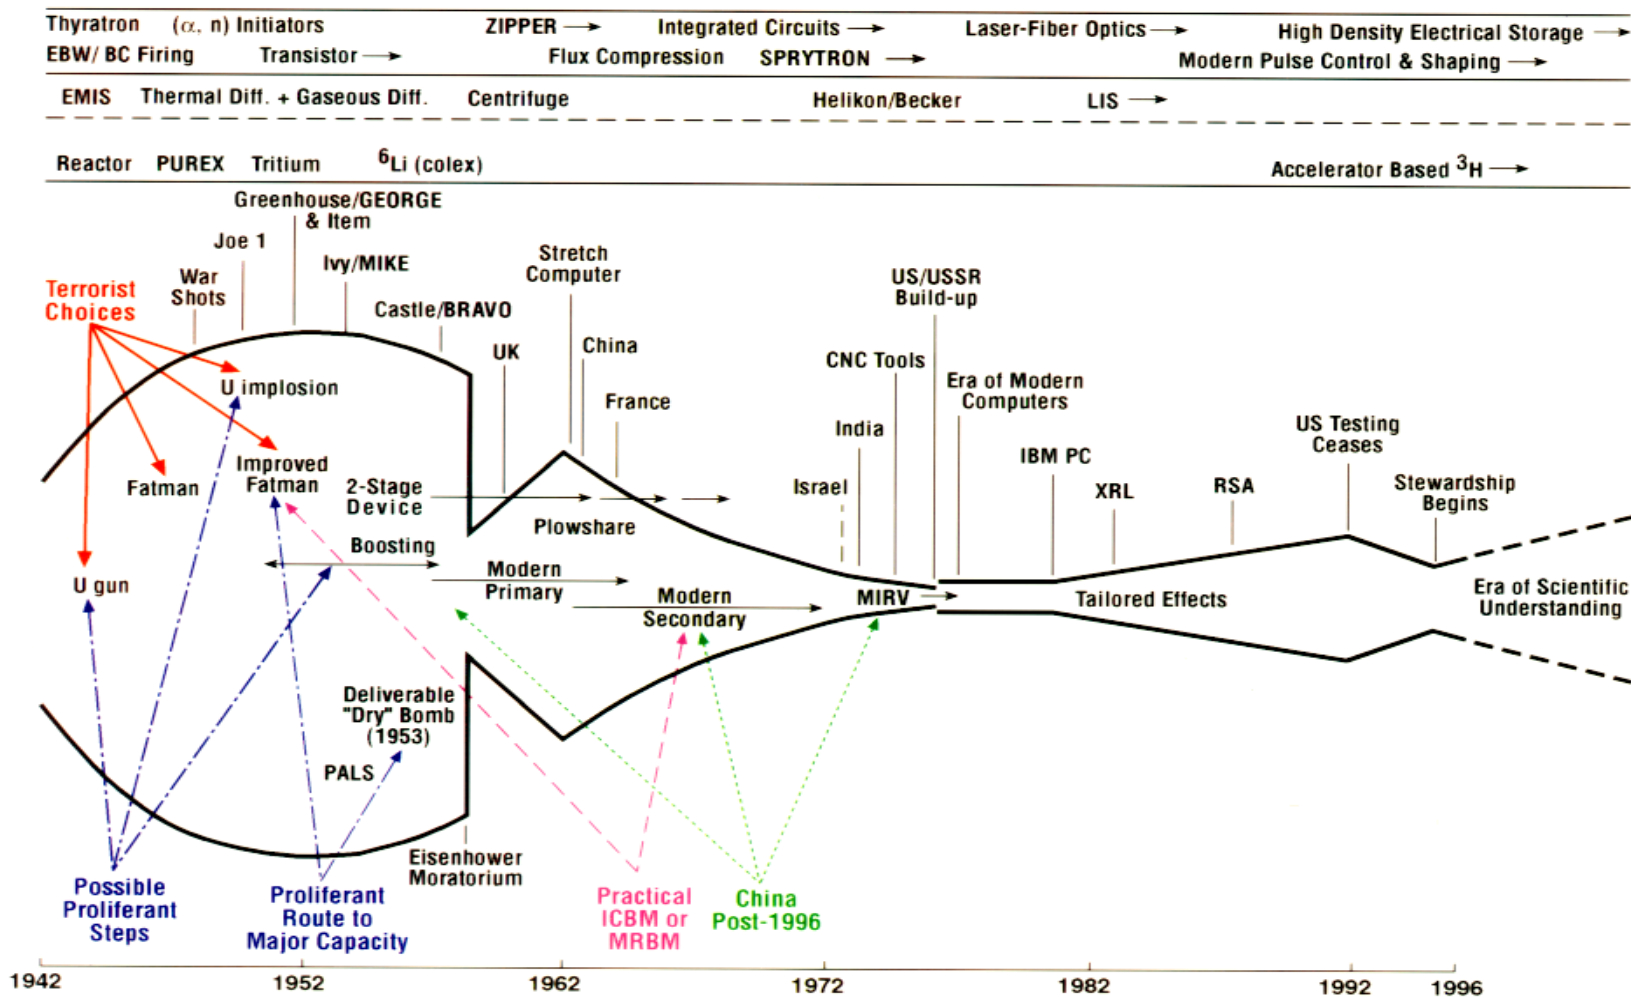 Thyratron (α, n) Initiators ZIPPER Integrated Circuits Laser-Fiber Optics High Density Electrical Storage
EBW/ BC Firing Transistor Flux Compression SPRYTRON Modern Pulse Control & Shaping
EMIS Thermal Diff. + Gaseous Diff. Centrifuge Helikon/Becker LIS
Reactor PUREX Tritium ⁶Li (colex) Accelerator Based ³H
Greenhouse/GEORGE
& Item
Joe 1
War
Shots
Ivy/MIKE
Castle/BRAVO
Terrorist
Choices
UK
Stretch
Computer
China
France
US/USSR
Build-up
CNC Tools
Era of Modern
Computers
India
Israel
IBM PC
XRL
RSA
US Testing
Ceases
Stewardship
Begins
U implosion
Improved
Fatman
Fatman
U gun
2-Stage
Device
Plowshare
Boosting
Modern
Primary
Modern
Secondary
MIRV
Tailored Effects
Era of Scientific
Understanding
Deliverable
"Dry" Bomb
(1953)
PALS
Eisenhower
Moratorium
Possible
Proliferant
Steps
Proliferant
Route to
Major Capacity
Practical
ICBM or
MRBM
China
Post-1996
1942 1952 1962 1972 1982 1992 1996